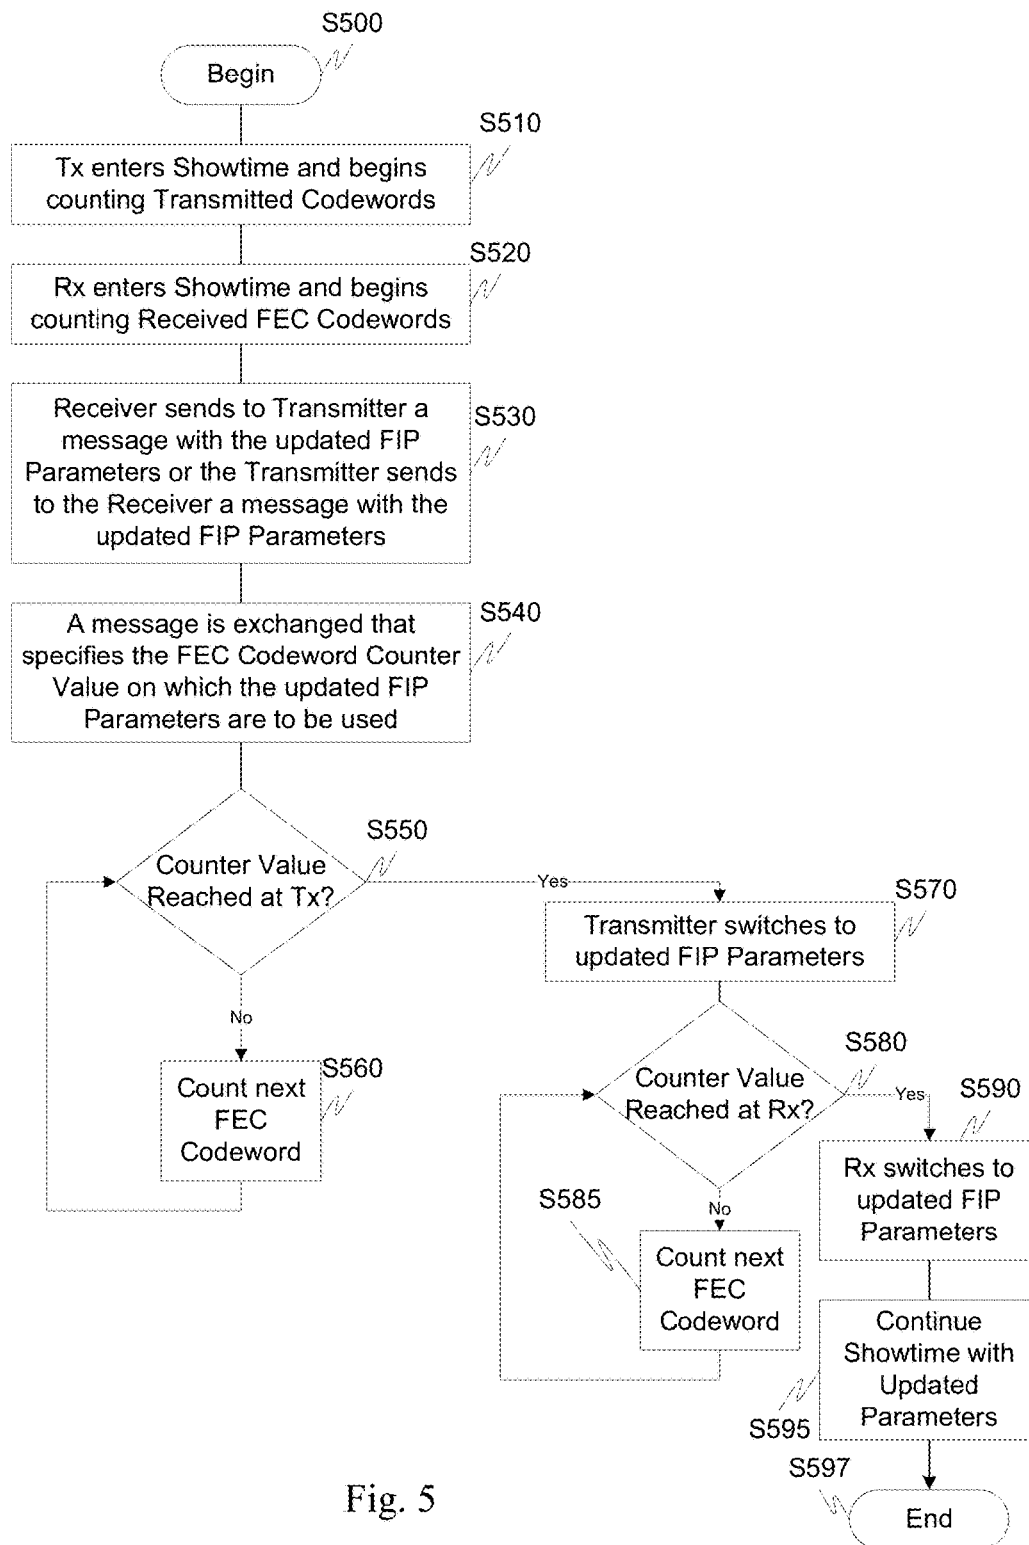 S500
Begin
S510
Tx enters Showtime and begins
counting Transmitted Codewords
S520
Rx enters Showtime and begins
counting Received FEC Codewords
Receiver sends to Transmitter a
message with the updated FIP
Parameters or the Transmitter sends
to the Receiver a message with the
updated FIP Parameters
S530
A message is exchanged that
specifies the FEC Codeword Counter
Value on which the updated FIP
Parameters are to be used
S540
Counter Value
Reached at Tx?
S550
Yes
No
Count next
FEC
Codeword
S560
S570
Transmitter switches to
updated FIP Parameters
Counter Value
Reached at Rx?
S580
Yes
No
S585
Count next
FEC
Codeword
S590
Rx switches to
updated FIP
Parameters
Continue
Showtime with
Updated
Parameters
S595
S597
End
Fig. 5